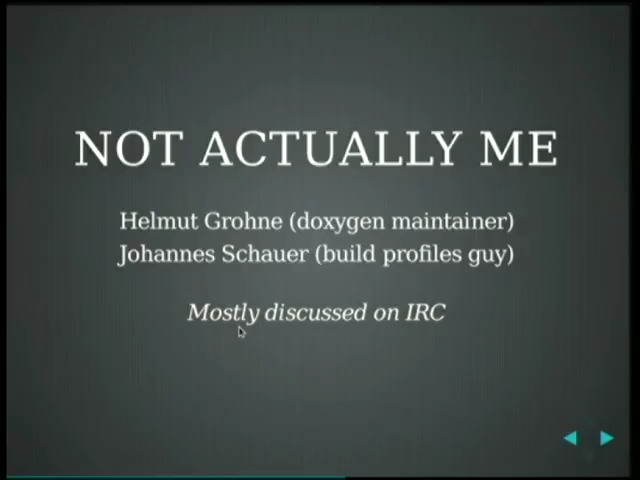 NOT ACTUALLY ME
Helmut Grohne (doxygen maintainer)
Johannes Schauer (build profiles guy)
Mostly discussed on IRC